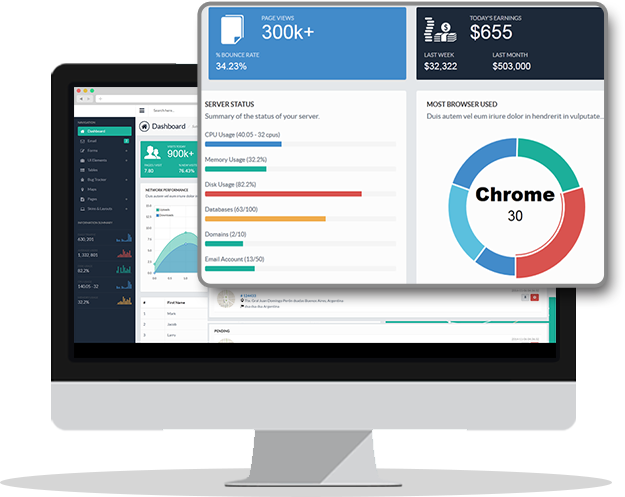 PAGE VIEWS
300k+
% BOUNCE RATE
34.23%
TODAY'S EARNINGS
$655
LAST WEEK
LAST MONTH
$32,322
$503,000
SERVER STATUS
Summary of the status of your server.
CPU Usage (40.05 - 32 cpus)
Memory Usage (32.2%)
Disk Usage (82.2%)
Databases (63/100)
Domains (2/10)
Email Account (13/50)
MOST BROWSER USED
Duis autem vel eum iriure dolor in hendrerit in vulputate...
Chrome
30
Dashboard
Email
Forms
UI Elements
Tables
Bug Tracker
Maps
Pages
630, 201
1, 332, 801
82.2%
140.05 - 32
32.2%
Dashboard
900k+
7.80
76.43%
NETWORK PERFORMANCE
#
First Name
1
Mark
2
Jacob
3
Larry
PENDING